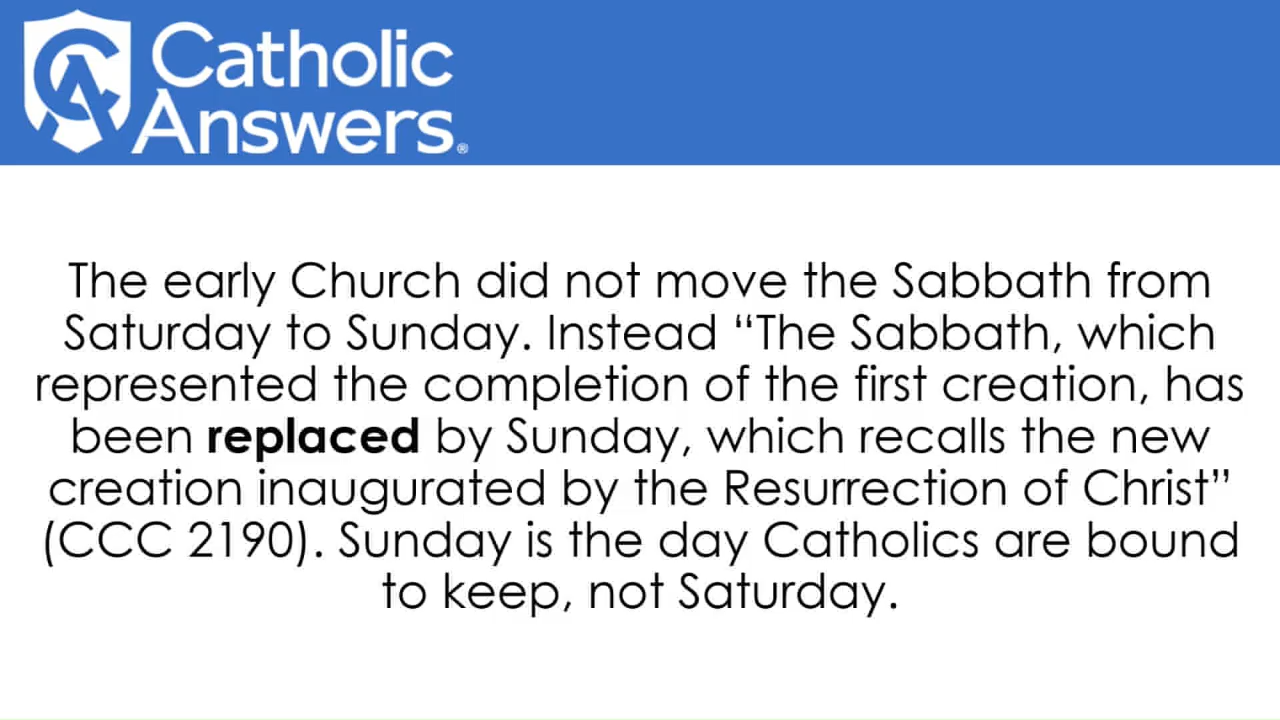 Catholic
Answers®
The early Church did not move the Sabbath from
Saturday to Sunday. Instead “The Sabbath, which
represented the completion of the first creation, has
been replaced by Sunday, which recalls the new
creation inaugurated by the Resurrection of Christ”
(CCC 2190). Sunday is the day Catholics are bound
to keep, not Saturday.